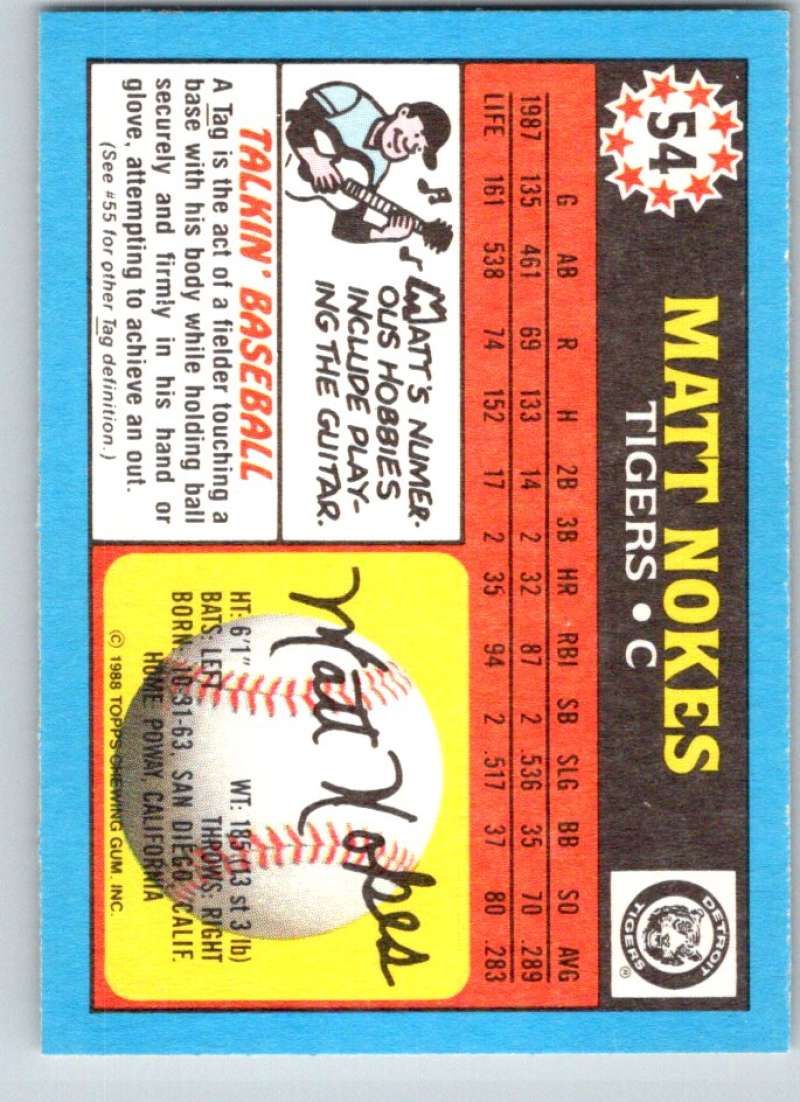 54
MATT NOKES
TIGERS • C
DETROIT
TIGERS
®
G AB R H 2B 3B HR RBI SB SLG BB SO AVG
1987 135 461 69 133 14 2 32 87 2 .536 35 70 .289
LIFE 161 538 74 152 17 2 35 94 2 .517 37 80 .283
MATT'S NUMER-
OUS HOBBIES
INCLUDE PLAY-
ING THE GUITAR.
TALKIN' BASEBALL
A Tag is the act of a fielder touching a
base with his body while holding ball
securely and firmly in his hand or
glove, attempting to achieve an out.
(See #55 for other Tag definition.)
Matt Nokes
HT: 6'1" WT: 185 (13 st 3 lb)
BATS: LEFT THROWS: RIGHT
BORN 10-31-63, SAN DIEGO, CALIF.
HOME POWAY CALIFORNIA
© 1988 TOPPS CHEWING GUM, INC.